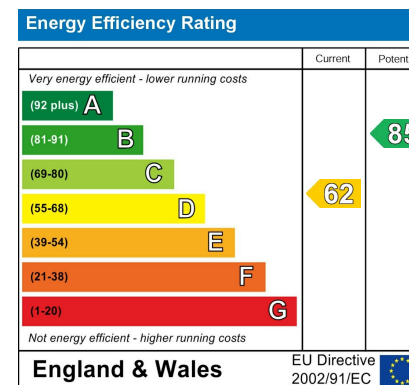 Energy Efficiency Rating
Current Potent
Very energy efficient - lower running costs
(92 plus) A
(81-91) B
85
(69-80) C
(55-68) D
62
(39-54) E
(21-38) F
(1-20) G
Not energy efficient - higher running costs
England & Wales
EU Directive
2002/91/EC